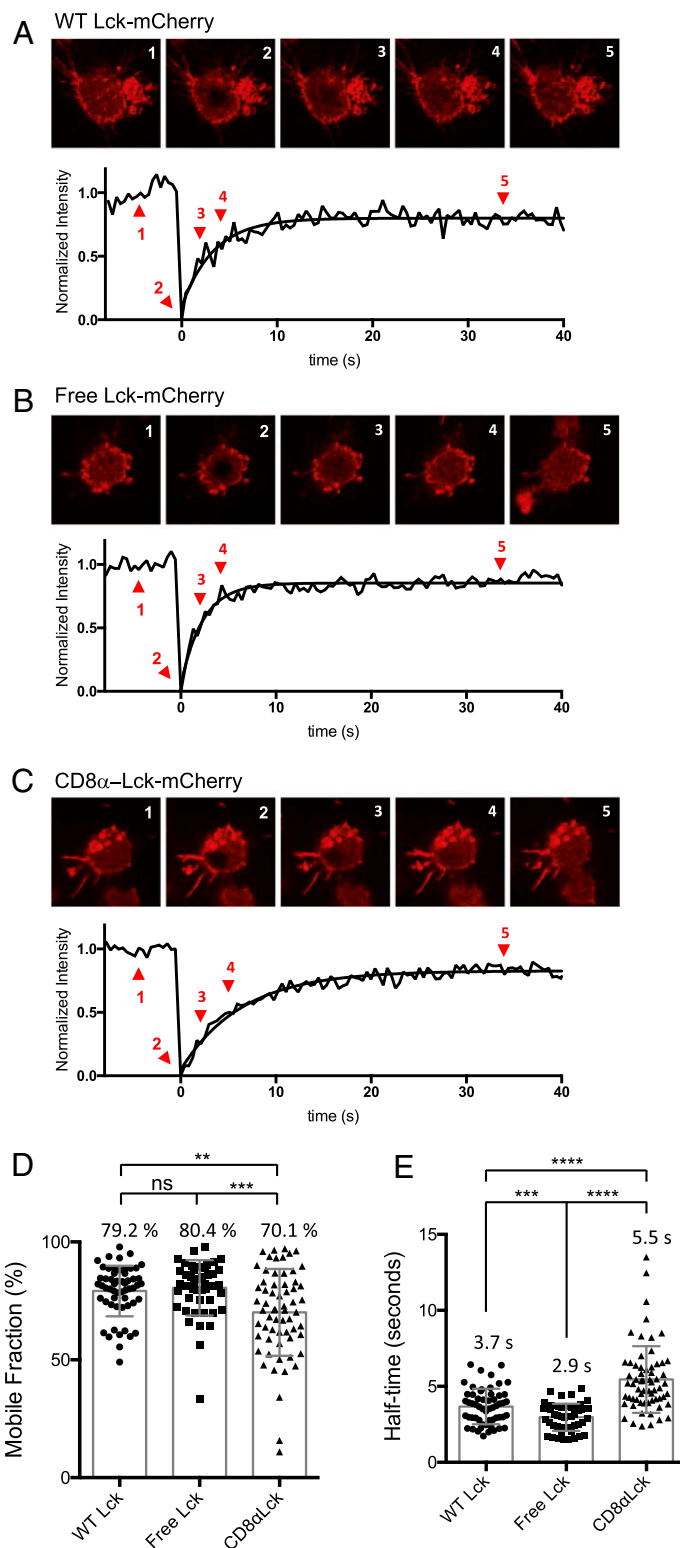 A
WT Lck-mCherry
1 2 3 4 5
Normalized Intensity
1.0
0.5
0.0
1
2
3
4
5
0 10 20 30 40
time (s)
B
Free Lck-mCherry
1 2 3 4 5
Normalized Intensity
1.0
0.5
0.0
1
2
3
4
5
0 10 20 30 40
time (s)
C
CD8α–Lck-mCherry
1 2 3 4 5
Normalized Intensity
1.0
0.5
0.0
1
2
3
4
5
0 10 20 30 40
time (s)
D
**
ns ***
79.2 % 80.4 % 70.1 %
Mobile Fraction (%)
100
50
0
WT Lck
Free Lck
CD8αLck
E
****
*** ****
3.7 s
2.9 s
5.5 s
Half-time (seconds)
15
10
5
0
WT Lck
Free Lck
CD8αLck